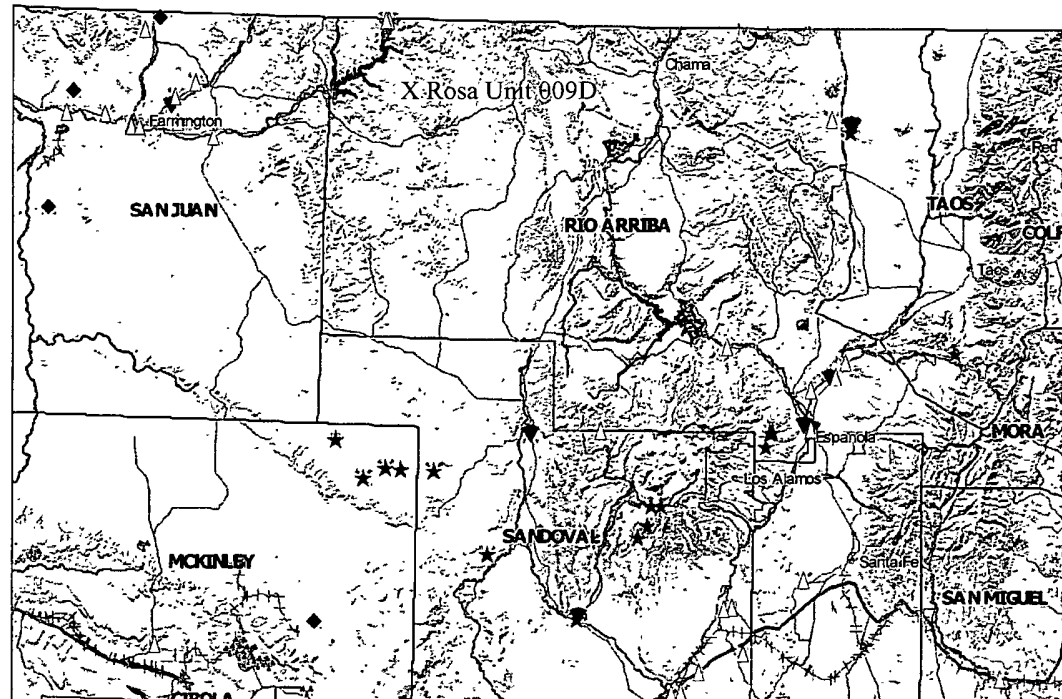 Chama
X Rosa Unit 009D
Farmington
Red
SAN JUAN
TAOS
RIO ARRIBA
COLF
Taos
MORA
Española
Los Alamos
SANDOVAL
MCKINLEY
Santa Fe
SAN MIGUEL
CIBOLA